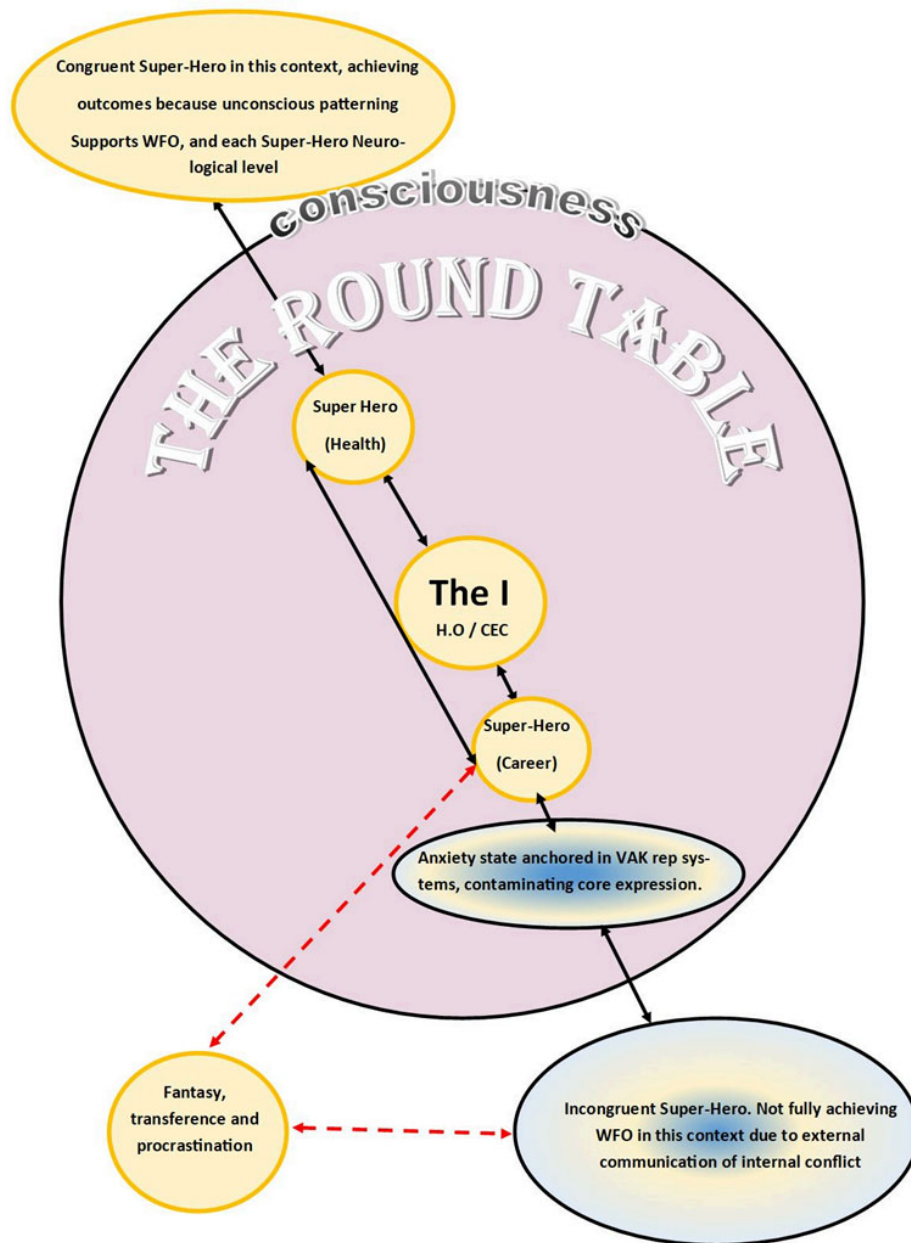 Congruent Super-Hero in this context, achieving
outcomes because unconscious patterning
Supports WFO, and each Super-Hero Neuro-
logical level
consciousness
THE ROUND TABLE
Super Hero
(Health)
The I
H.O / CEC
Super-Hero
(Career)
Anxiety state anchored in VAK rep sys-
tems, contaminating core expression.
Fantasy,
transference and
procrastination
Incongruent Super-Hero. Not fully achieving
WFO in this context due to external
communication of internal conflict